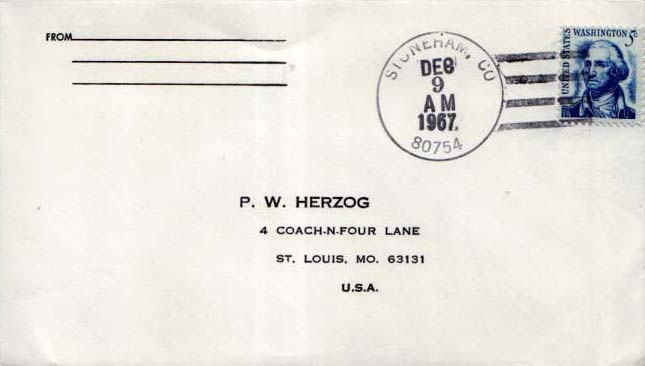 FROM
STONEHAM, CO
DEC
9
AM
1967
80754
UNITED STATES
WASHINGTON 5¢
P. W. HERZOG
4 COACH-N-FOUR LANE
ST. LOUIS, MO. 63131
U.S.A.